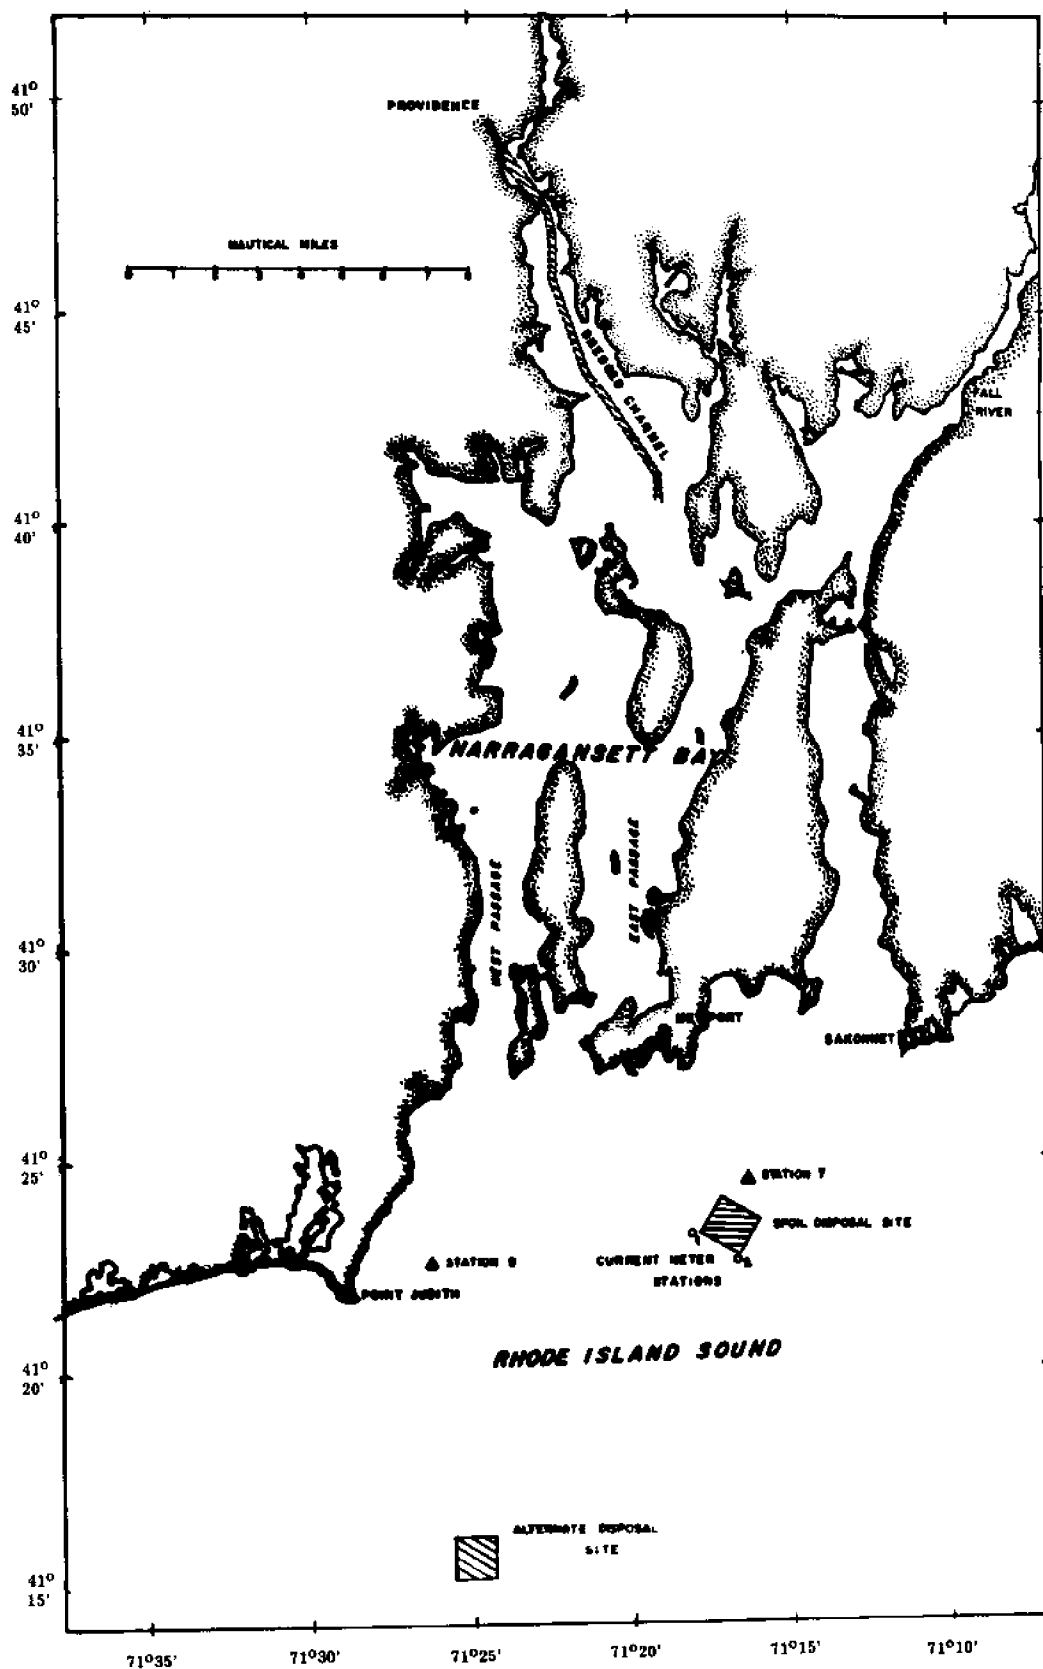 41°
50'
PROVIDENCE
NAUTICAL MILES
0 1 2 3 4 5 6 7 8
41°
45'
DREDGED CHANNEL
FALL
RIVER
41°
40'
41°
35'
NARRAGANSETT BAY
WEST PASSAGE
EAST PASSAGE
41°
30'
NEWPORT
SAKONNET
41°
25'
STATION 7
SPOIL DISPOSAL SITE
CURRENT METER
STATIONS
STATION
POINT JUDITH
RHODE ISLAND SOUND
41°
20'
ALTERNATE DISPOSAL
SITE
41°
15'
71°35' 71°30' 71°25' 71°20' 71°15' 71°10'